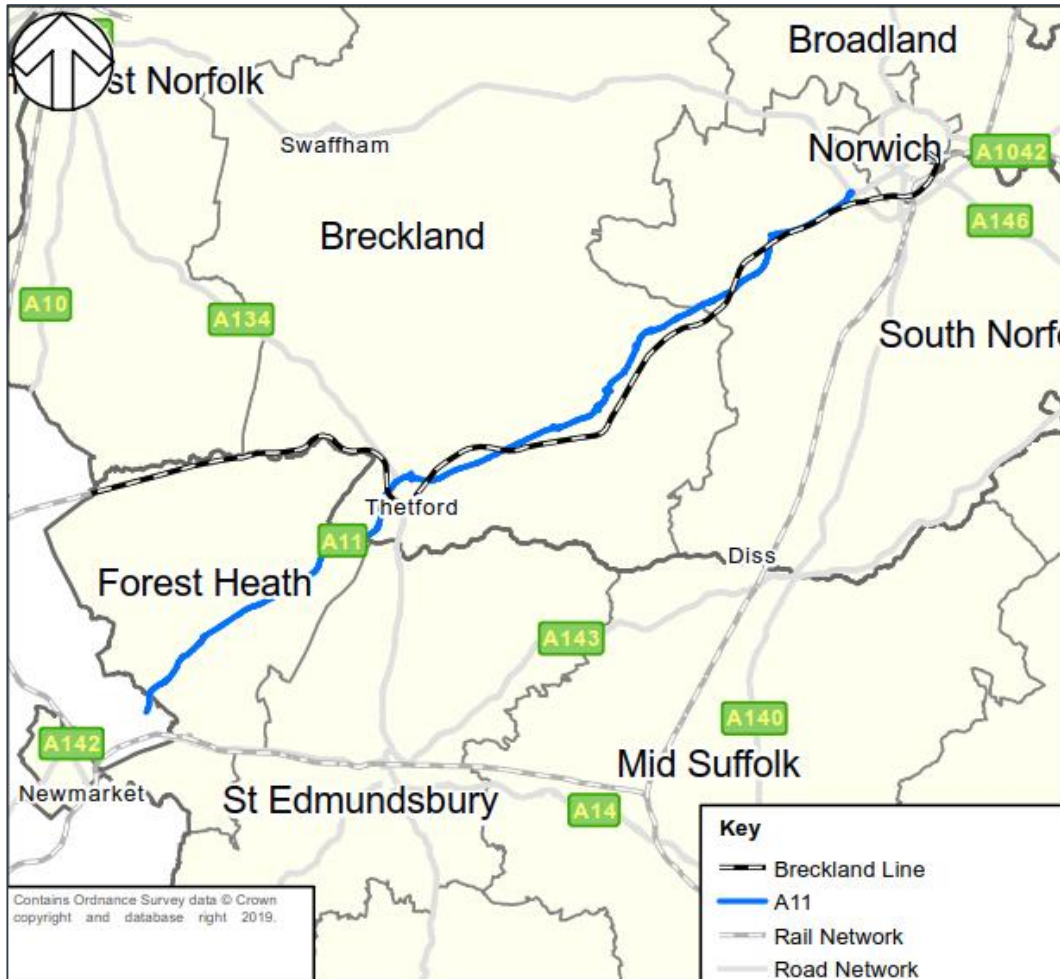 Broadland
st Norfolk
Swaffham
Norwich
A1042
Breckland
A146
A10
A134
South Norfo
Thetford
A11
Diss
Forest Heath
A143
A140
A142
Mid Suffolk
Newmarket
St Edmundsbury
A14
Key
Breckland Line
A11
Rail Network
Road Network
Contains Ordnance Survey data © Crown
copyright and database right 2019.